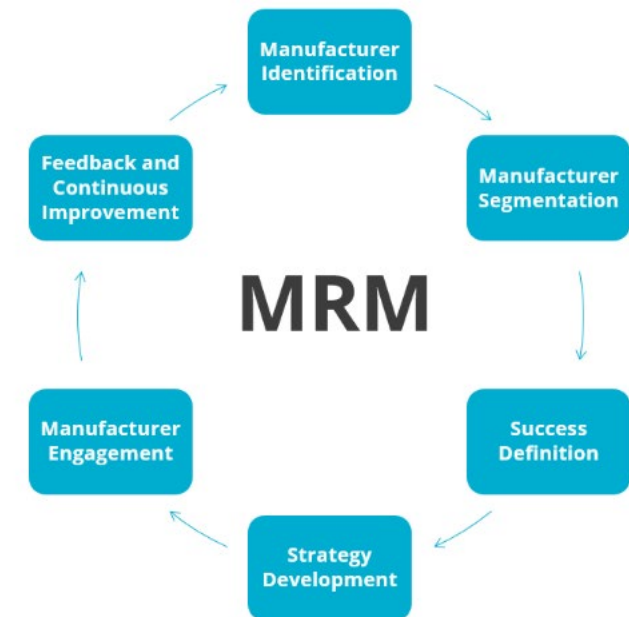 Manufacturer
Identification
Manufacturer
Segmentation
Success
Definition
Strategy
Development
Manufacturer
Engagement
Feedback and
Continuous
Improvement
MRM